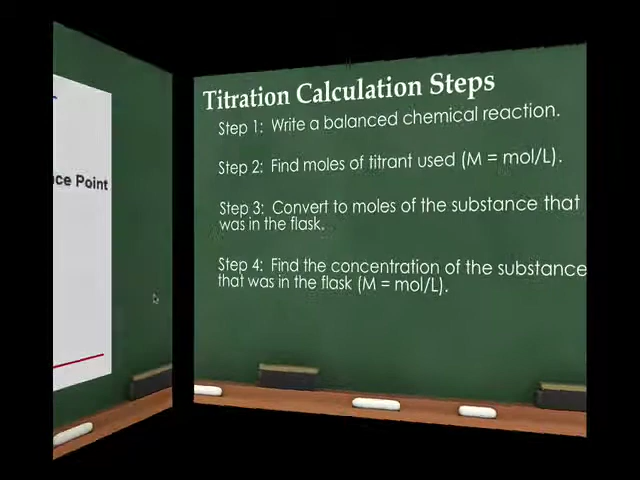 ce Point
Titration Calculation Steps
Step 1: Write a balanced chemical reaction.
Step 2: Find moles of titrant used (M = mol/L).
Step 3: Convert to moles of the substance that
was in the flask.
Step 4: Find the concentration of the substance
that was in the flask (M = mol/L).